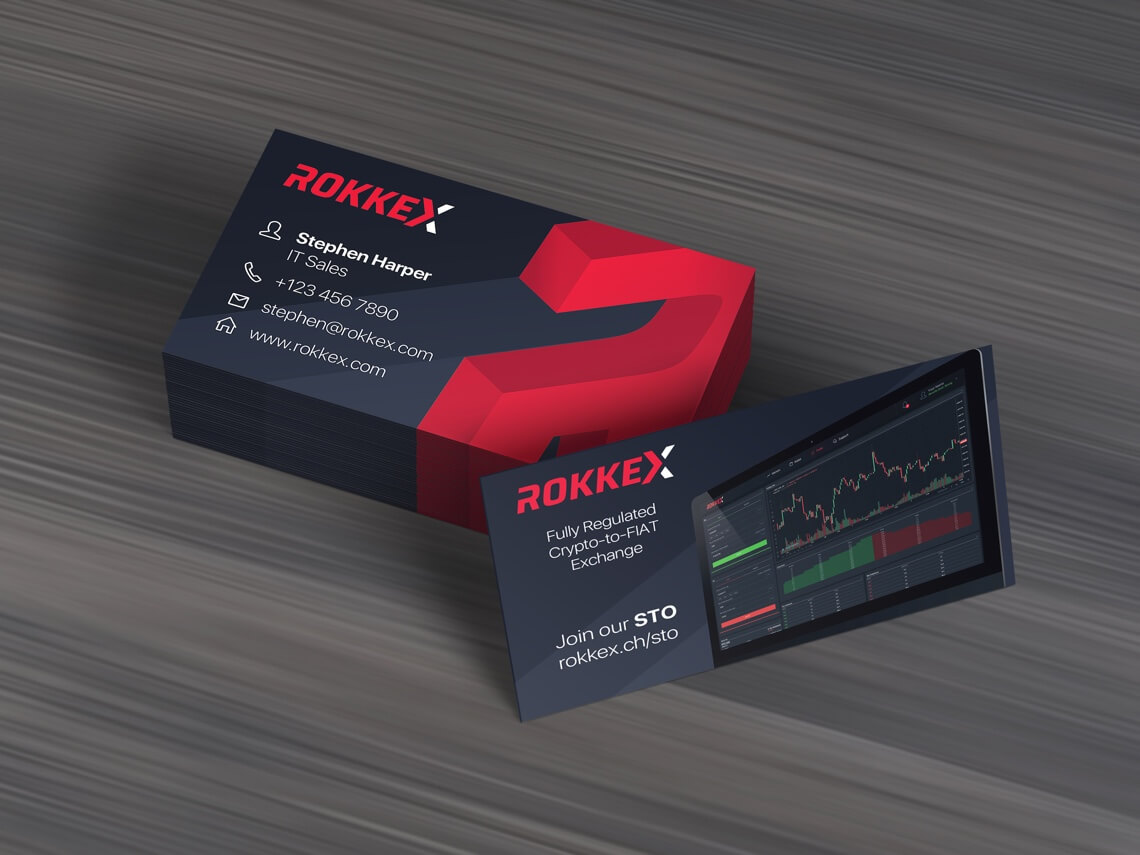 ROKKEX
Stephen Harper
IT Sales
+123 456 7890
stephen@rokkex.com
www.rokkex.com
ROKKEX
Fully Regulated
Crypto-to-FIAT
Exchange
Join our STO
rokkex.ch/sto